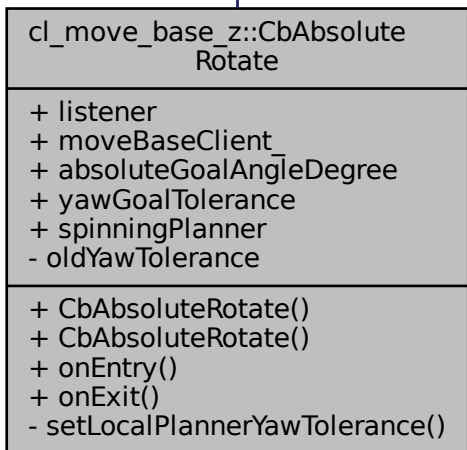 cl_move_base_z::CbAbsolute
Rotate
+ listener
+ moveBaseClient_
+ absoluteGoalAngleDegree
+ yawGoalTolerance
+ spinningPlanner
- oldYawTolerance
+ CbAbsoluteRotate()
+ CbAbsoluteRotate()
+ onEntry()
+ onExit()
- setLocalPlannerYawTolerance()